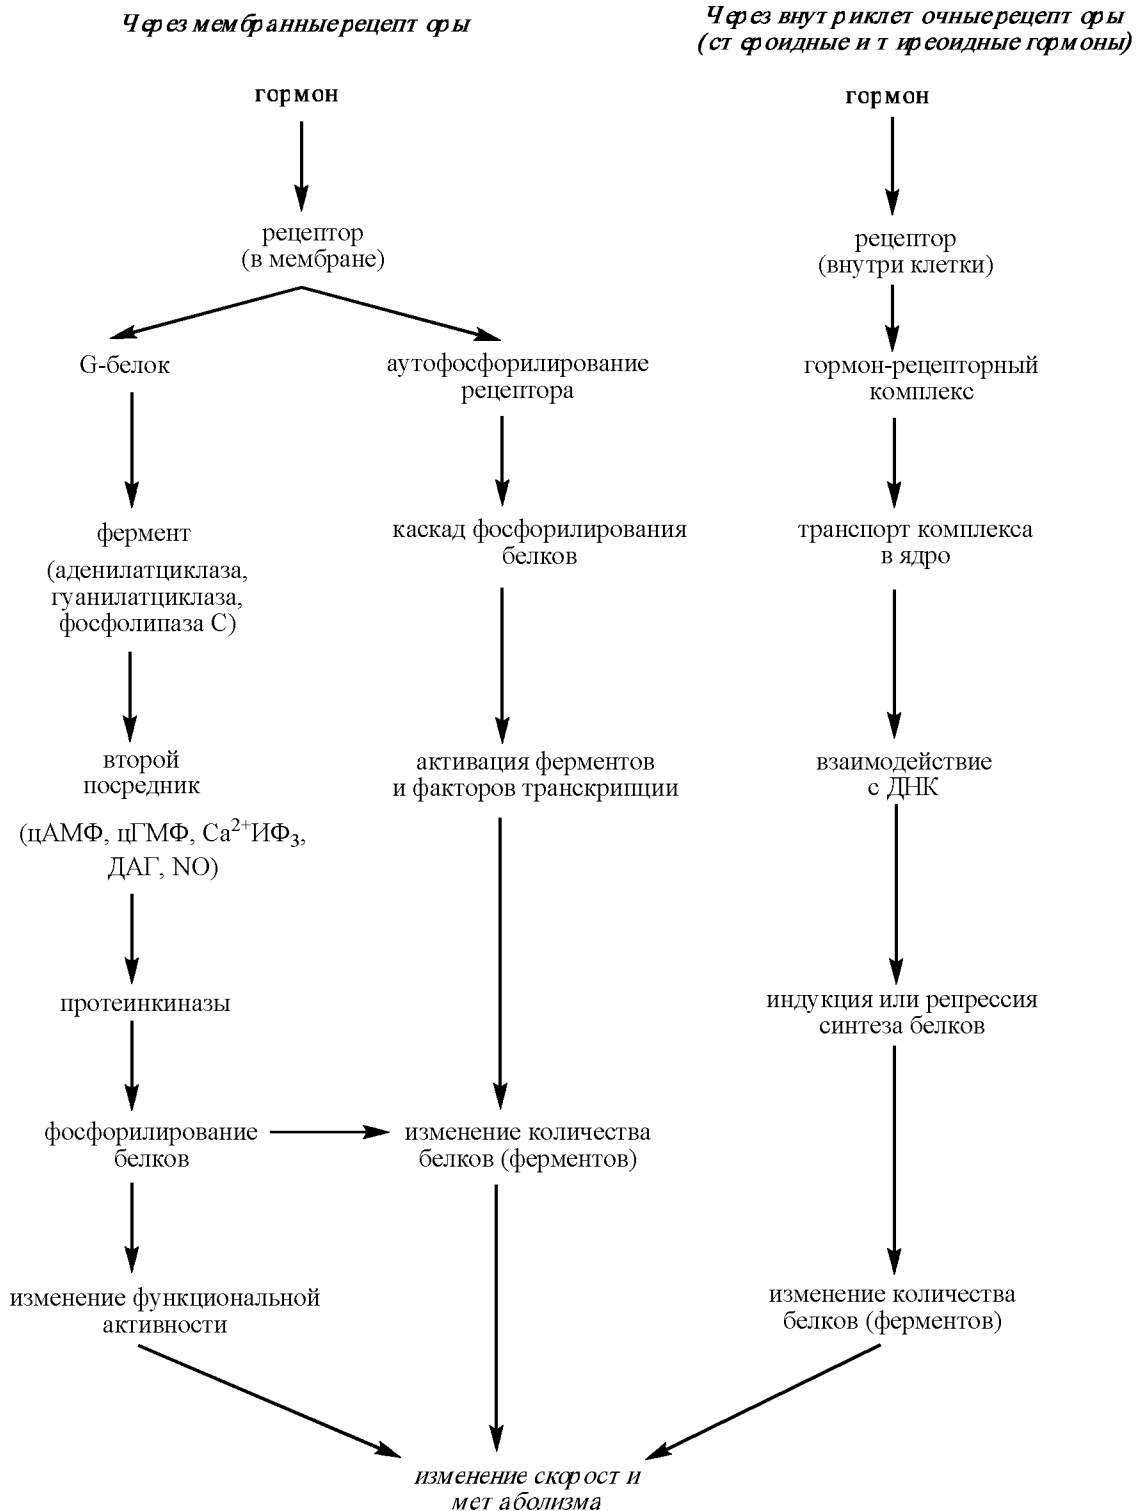 Через мембранные рецепторы
гормон
рецептор
(в мембране)
G-белок
фермент
(аденилатциклаза,
гуанилатциклаза,
фосфолипаза С)
второй
посредник
(цАМФ, цГМФ, Ca²⁺ИФ₃,
ДАГ, NO)
протеинкиназы
фосфорилирование
белков
изменение функциональной
активности
аутофосфорилирование
рецептора
каскад фосфорилирования
белков
активация ферментов
и факторов транскрипции
изменение количества
белков (ферментов)
Через внутриклеточные рецепторы
(стероидные и тиреоидные гормоны)
гормон
рецептор
(внутри клетки)
гормон-рецепторный
комплекс
транспорт комплекса
в ядро
взаимодействие
с ДНК
индукция или репрессия
синтеза белков
изменение количества
белков (ферментов)
изменение скорости
метаболизма